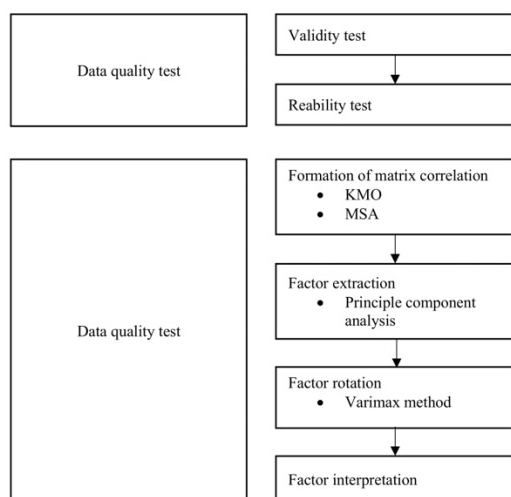 Data quality test
Validity test
Reability test
Data quality test
Formation of matrix correlation
• KMO
• MSA
Factor extraction
• Principle component
analysis
Factor rotation
• Varimax method
Factor interpretation